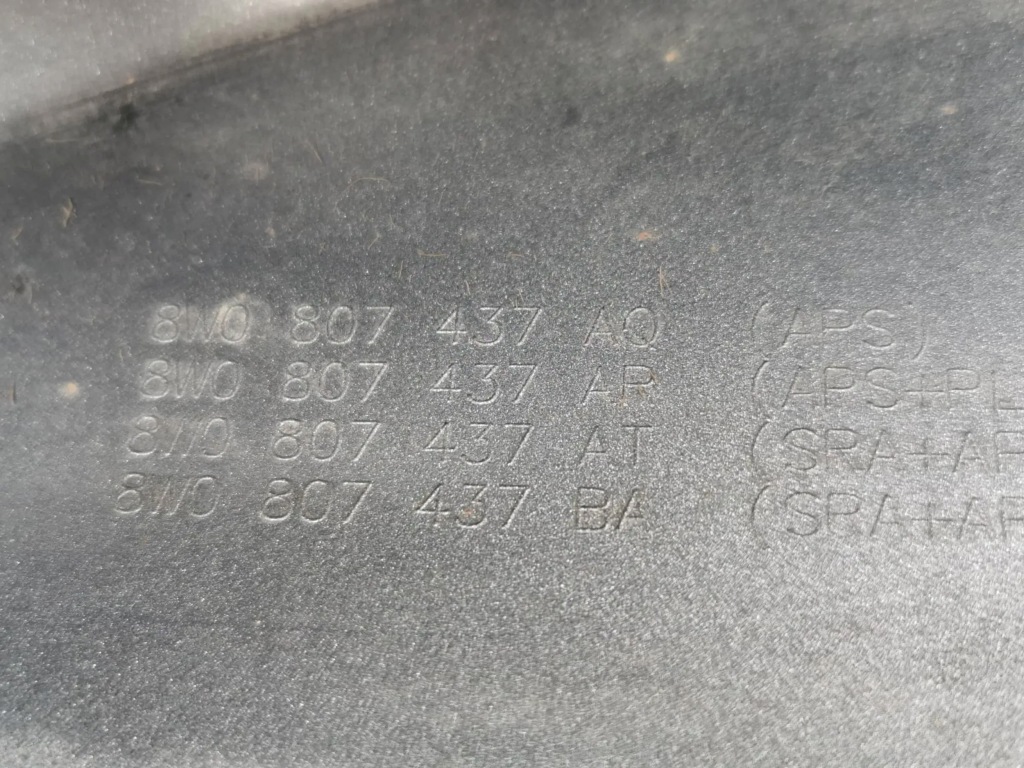 8W0 807 437 AQ (APS)
8W0 807 437 AR (APS+PL
8W0 807 437 AT (SRA+AP
8W0 807 437 BA (SRA+AP